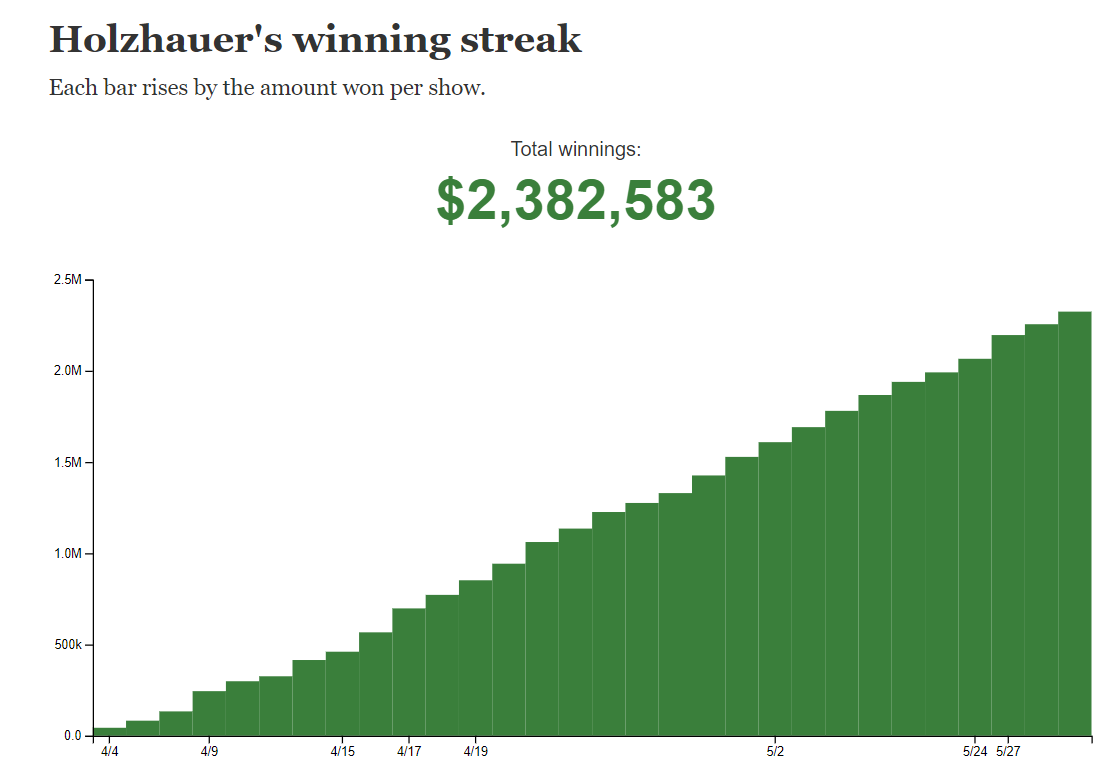 Holzhauer's winning streak
Each bar rises by the amount won per show.
Total winnings:
$2,382,583
2.5M
2.0M
1.5M
1.0M
500k
0.0
4/4 4/9 4/15 4/17 4/19 5/2 5/24 5/27